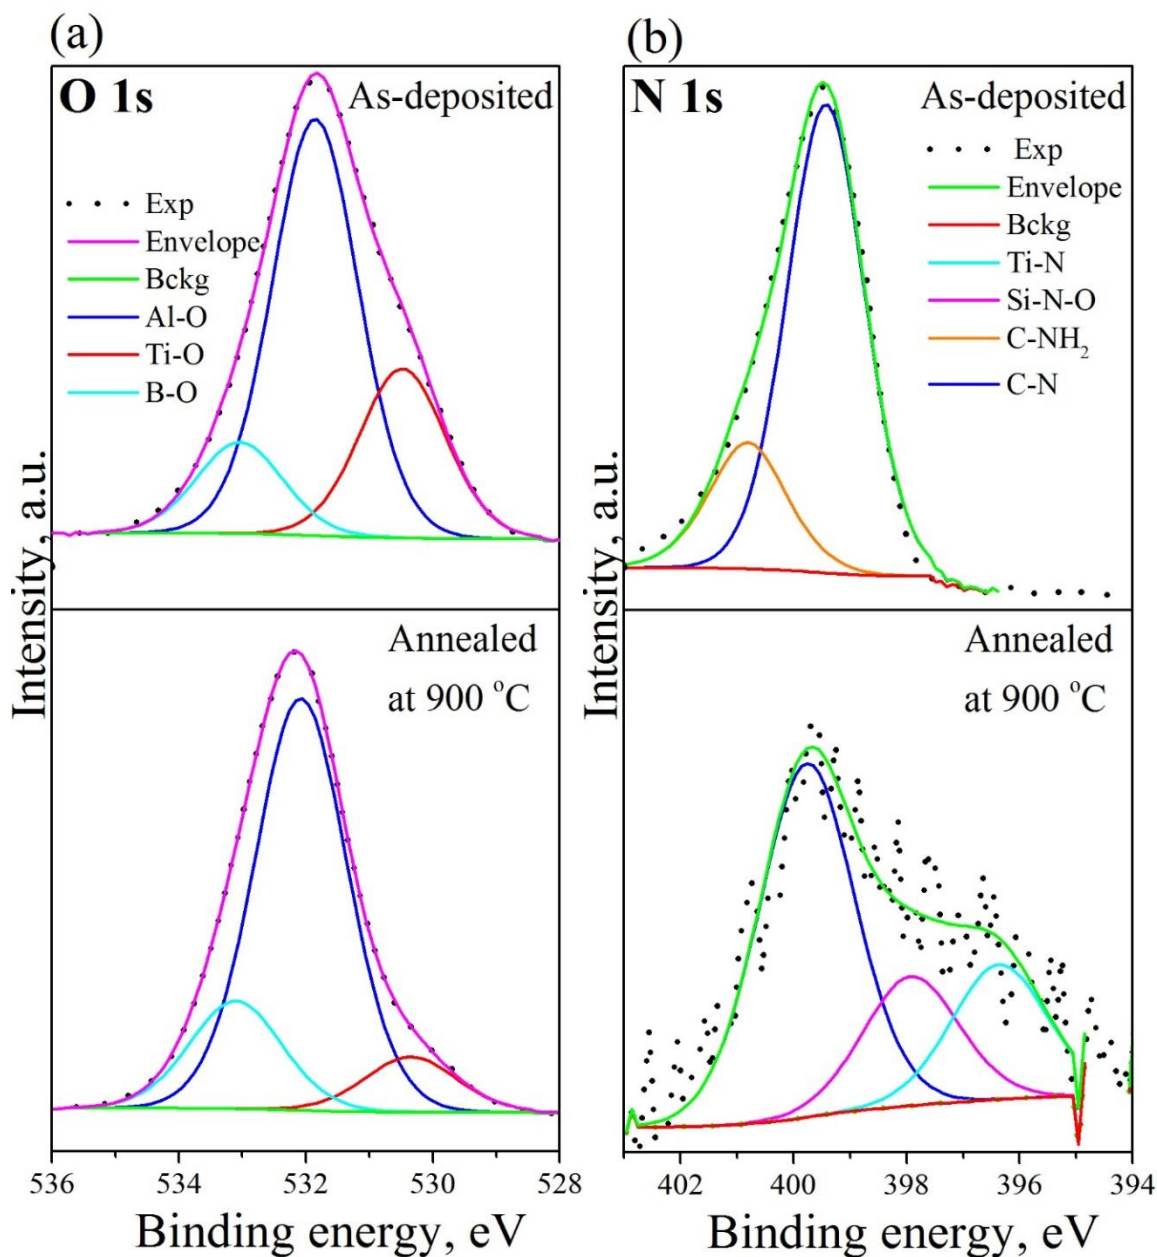 (a)
O 1s
As-deposited
Exp
Envelope
Bckg
Al-O
Ti-O
B-O
Annealed
at 900 °C
Intensity, a.u.
536 534 532 530 528
Binding energy, eV
(b)
N 1s
As-deposited
Exp
Envelope
Bckg
Ti-N
Si-N-O
C-NH₂
C-N
Annealed
at 900 °C
Intensity, a.u.
402 400 398 396 394
Binding energy, eV